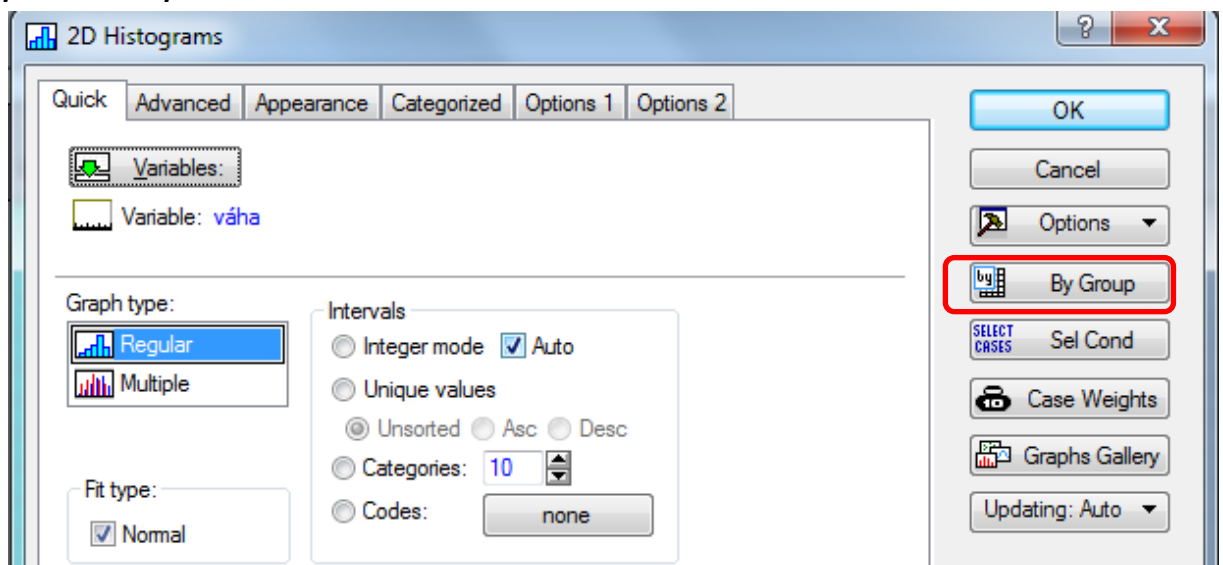 2D Histograms
?
X
Quick Advanced Appearance Categorized Options 1 Options 2
Variables:
Variable: váha
Graph type:
Regular
Multiple
Fit type:
Normal
Intervals
Integer mode Auto
Unique values
Unsorted Asc Desc
Categories: 10
Codes: none
OK
Cancel
Options
by By Group
SELECT CASES Sel Cond
10 Case Weights
Graphs Gallery
Updating: Auto